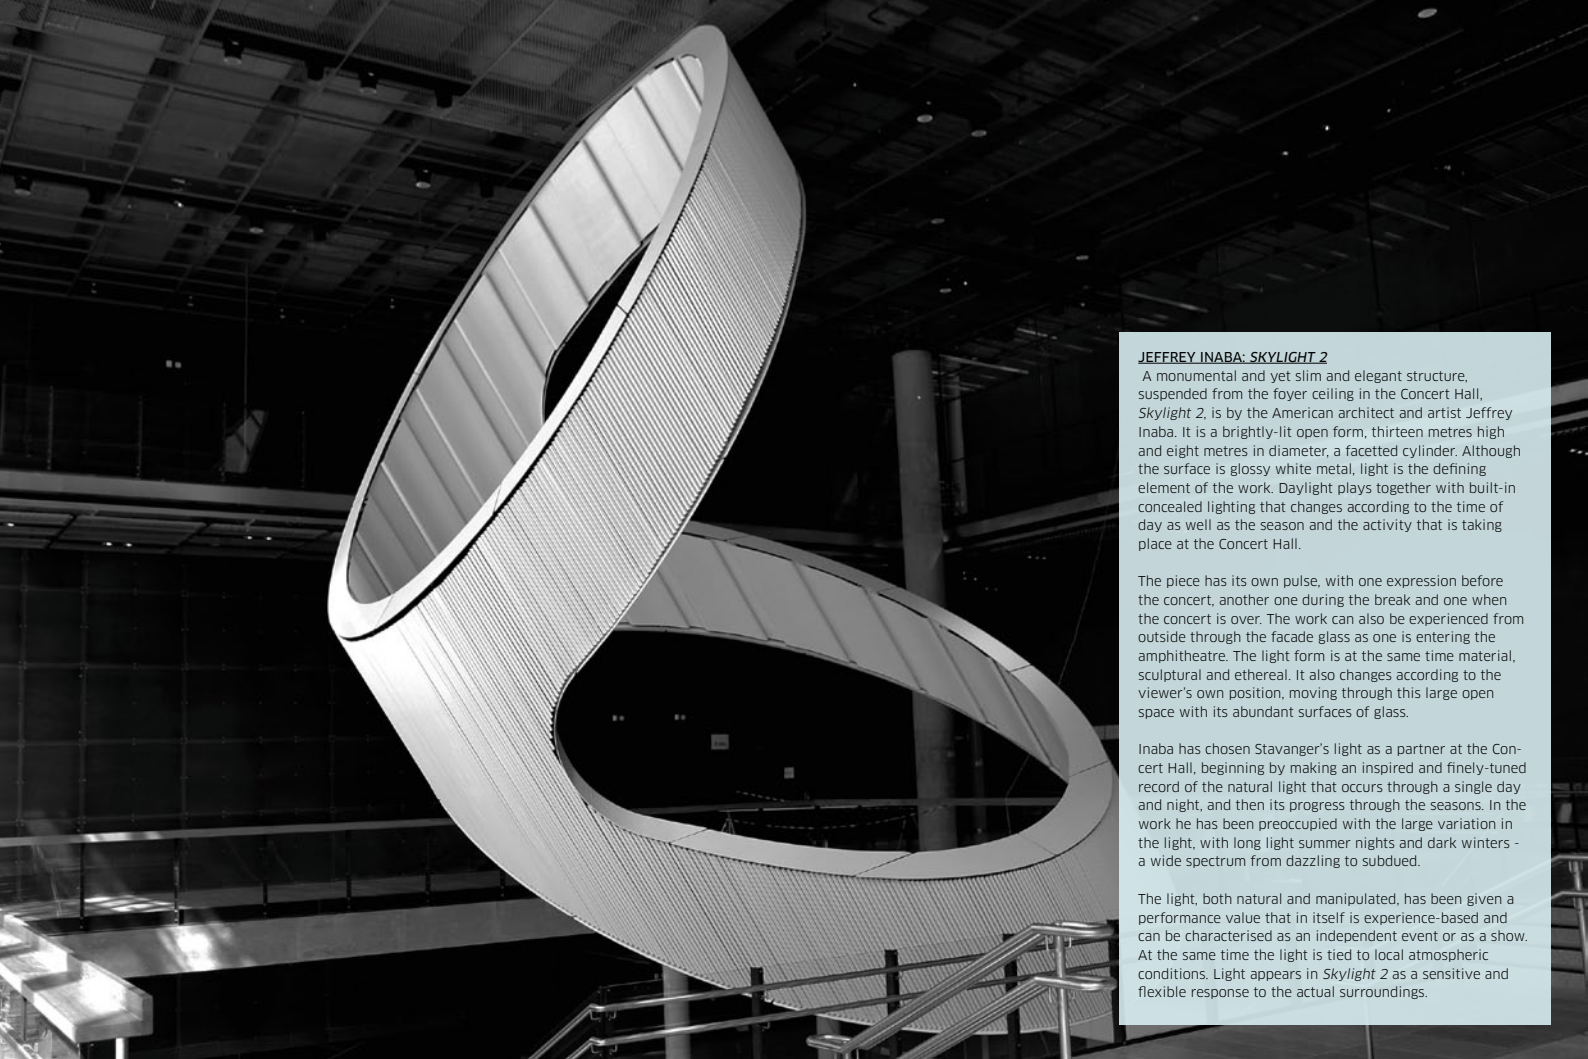 JEFFREY INABA: SKYLIGHT 2
A monumental and yet slim and elegant structure,
suspended from the foyer ceiling in the Concert Hall,
Skylight 2, is by the American architect and artist Jeffrey
Inaba. It is a brightly-lit open form, thirteen metres high
and eight metres in diameter, a facetted cylinder. Although
the surface is glossy white metal, light is the defining
element of the work. Daylight plays together with built-in
concealed lighting that changes according to the time of
day as well as the season and the activity that is taking
place at the Concert Hall.
The piece has its own pulse, with one expression before
the concert, another one during the break and one when
the concert is over. The work can also be experienced from
outside through the facade glass as one is entering the
amphitheatre. The light form is at the same time material,
sculptural and ethereal. It also changes according to the
viewer's own position, moving through this large open
space with its abundant surfaces of glass.
Inaba has chosen Stavanger's light as a partner at the Con-
cert Hall, beginning by making an inspired and finely-tuned
record of the natural light that occurs through a single day
and night, and then its progress through the seasons. In the
work he has been preoccupied with the large variation in
the light, with long light summer nights and dark winters -
a wide spectrum from dazzling to subdued.
The light, both natural and manipulated, has been given a
performance value that in itself is experience-based and
can be characterised as an independent event or as a show.
At the same time the light is tied to local atmospheric
conditions. Light appears in Skylight 2 as a sensitive and
flexible response to the actual surroundings.